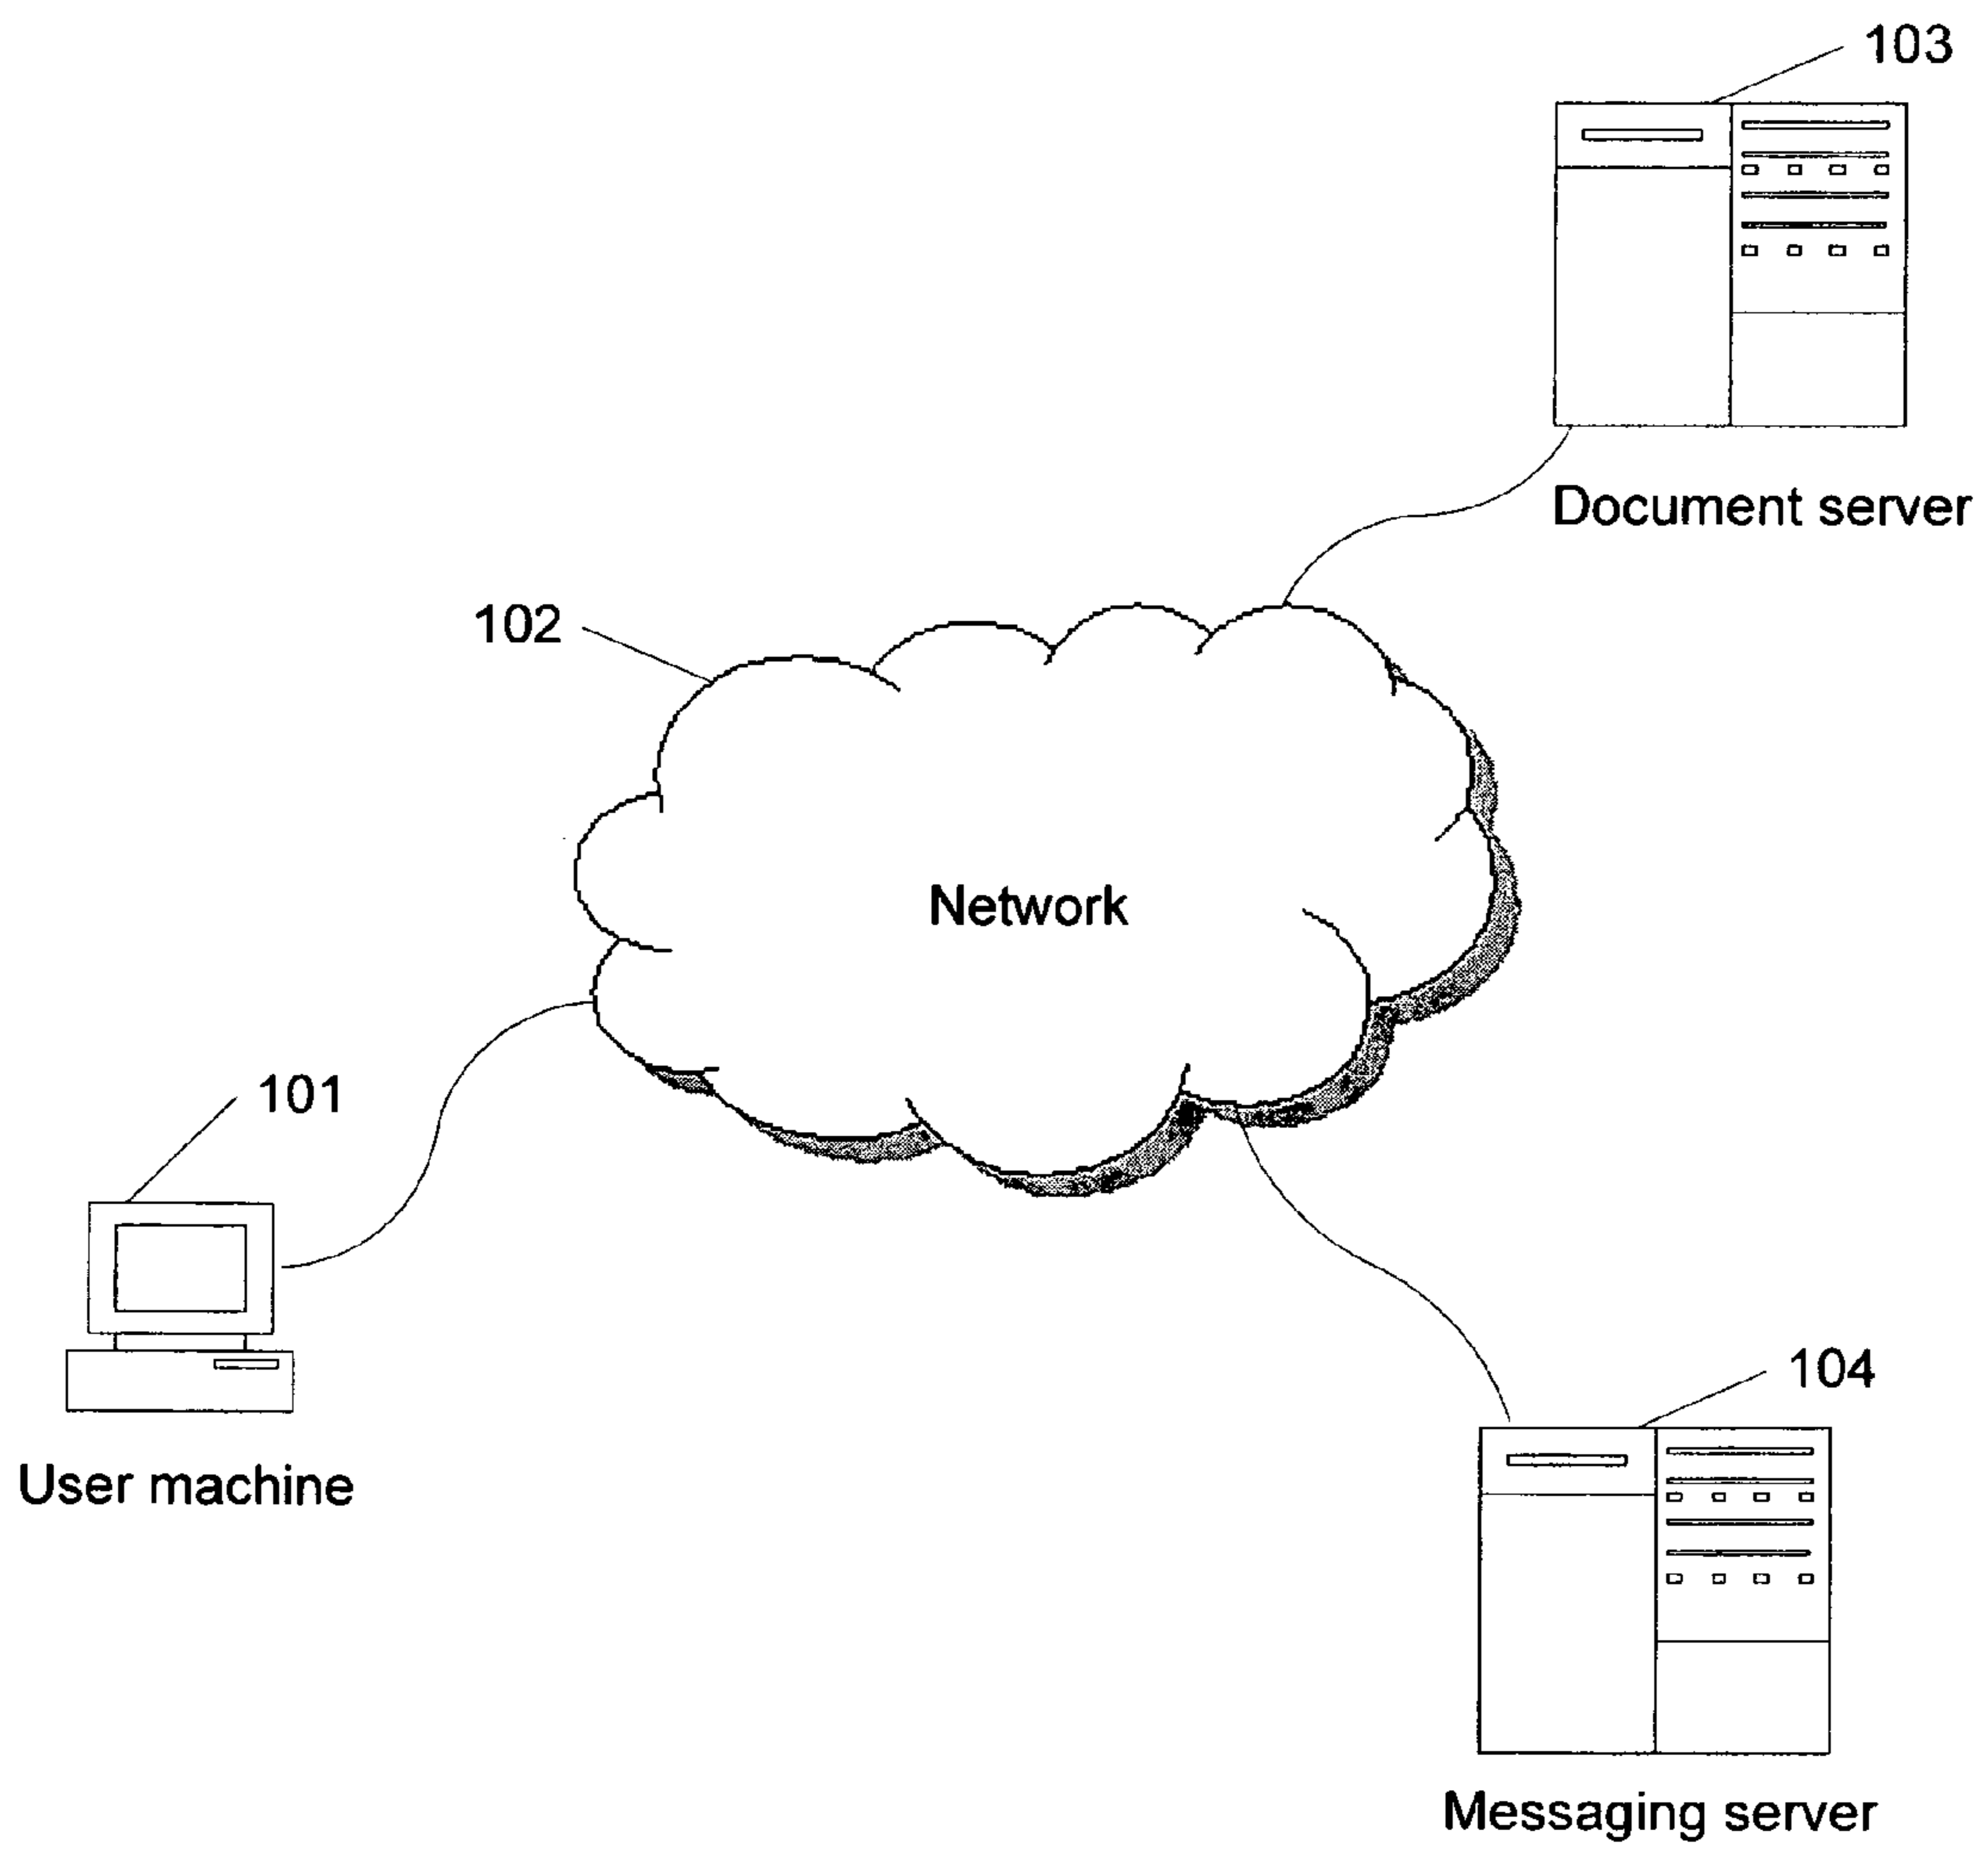 103
Document server
102
Network
101
User machine
104
Messaging server